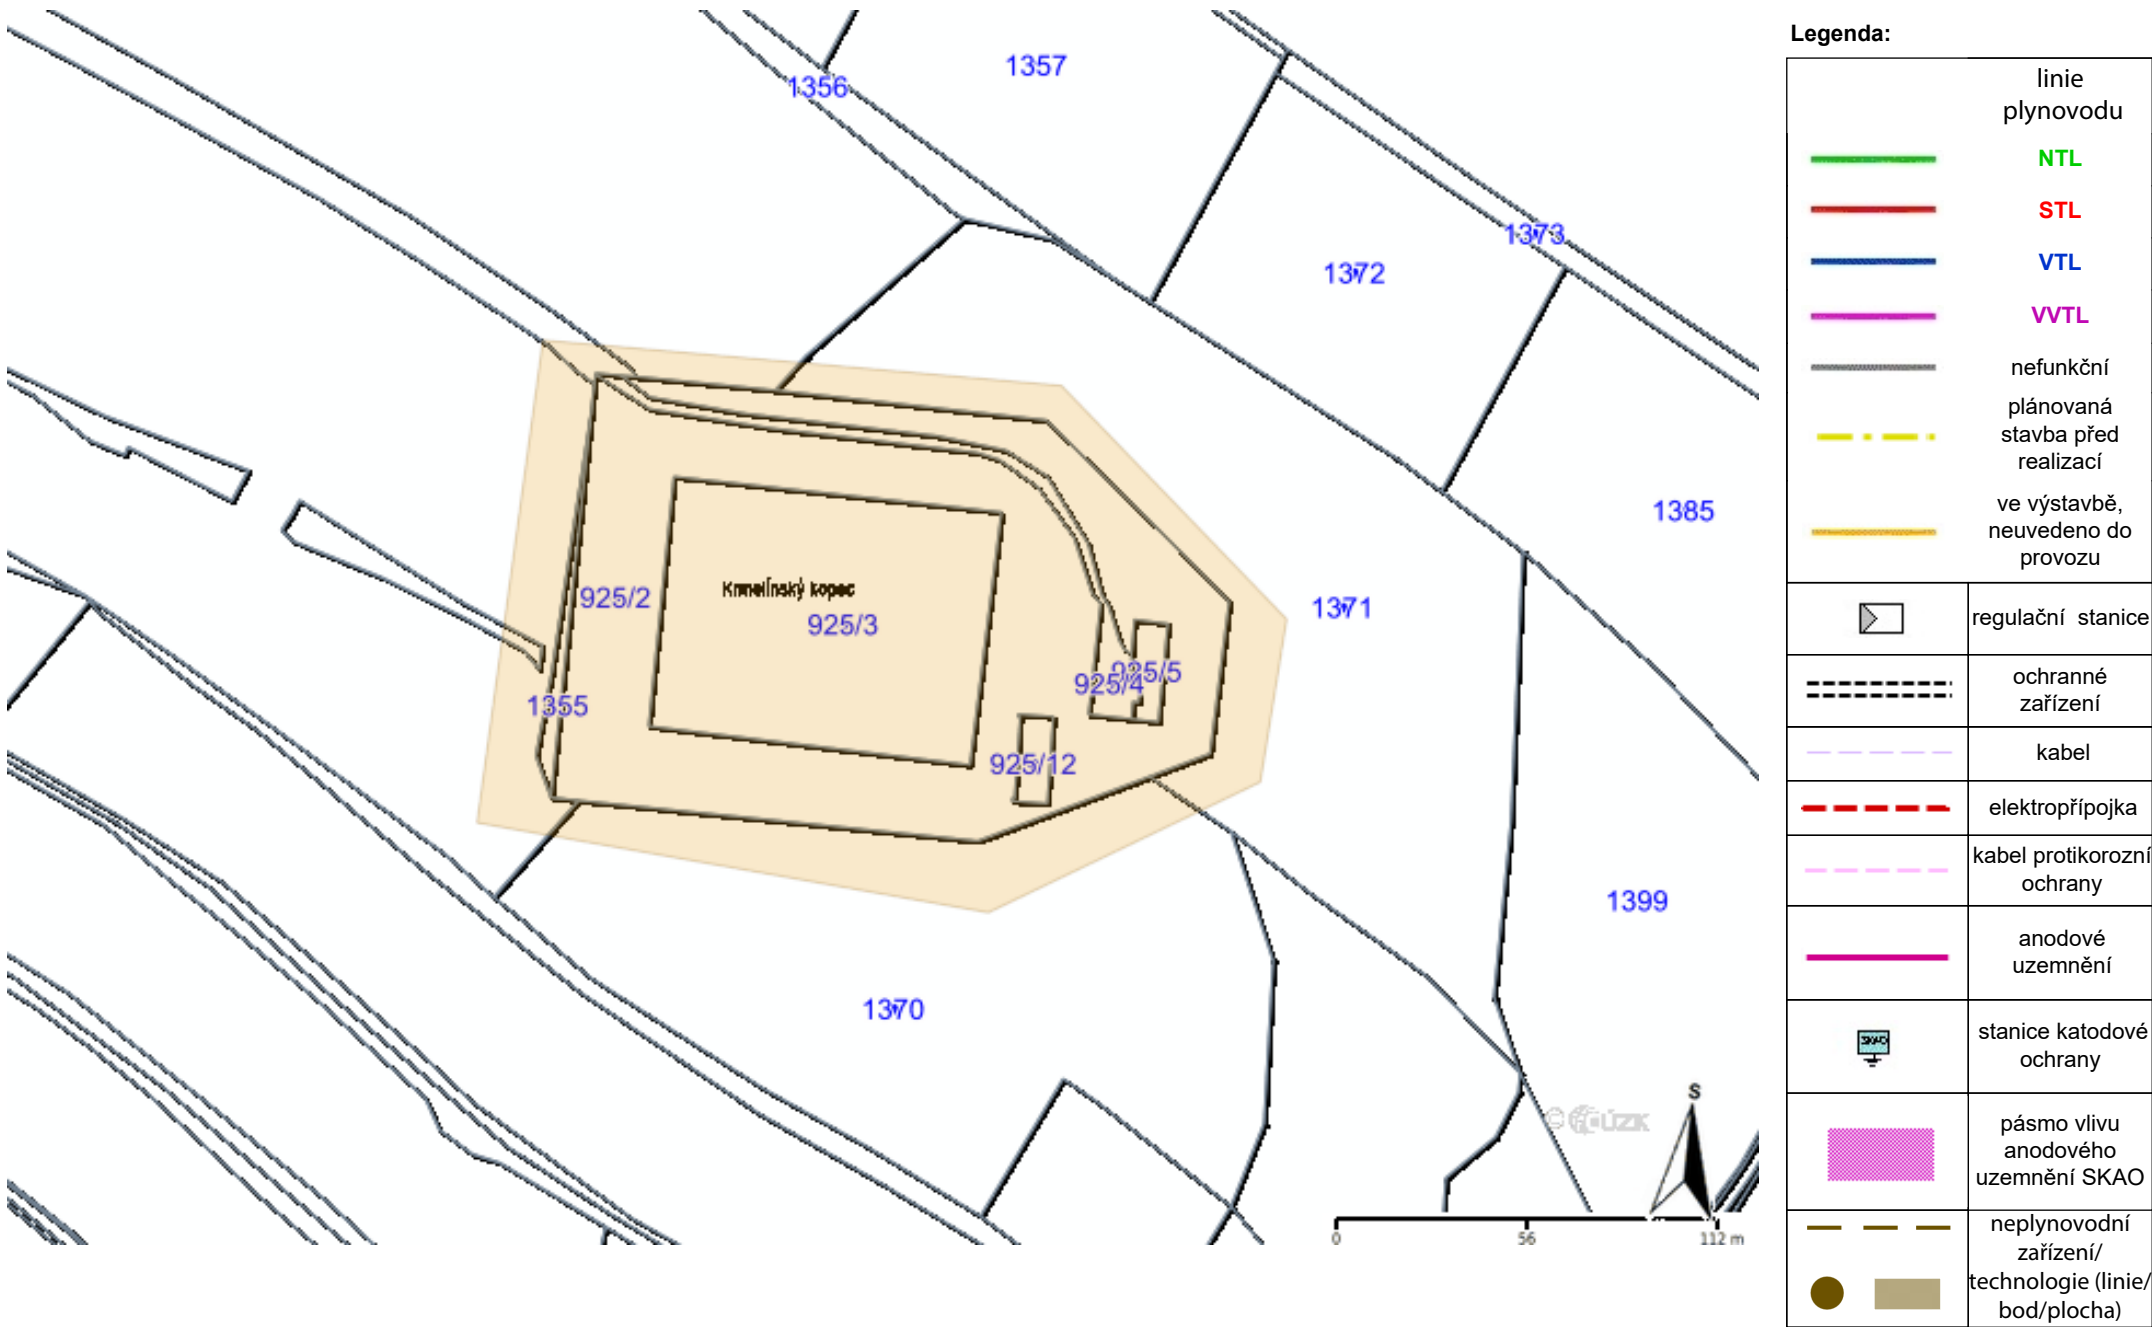 1357
1356
1373
1372
1385
1371
925/2
kopec
925/3
925/5
925/4
1355
925/12
1399
1370
S
0
56
112 m
Legenda:
linie
plynovodu
NTL
STL
VTL
VVTL
nefunkční
plánovaná
stavba před
realizací
ve výstavbě,
neuvedeno do
provozu
regulační stanice
ochranné
zařízení
kabel
elektropřípojka
kabel protikorozní
ochrany
anodové
uzemnění
SKAO
stanice katodové
ochrany
pásmo vlivu
anodového
uzemnění SKAO
neplynovodní
zařízení/
technologie (linie/
bod/plocha)